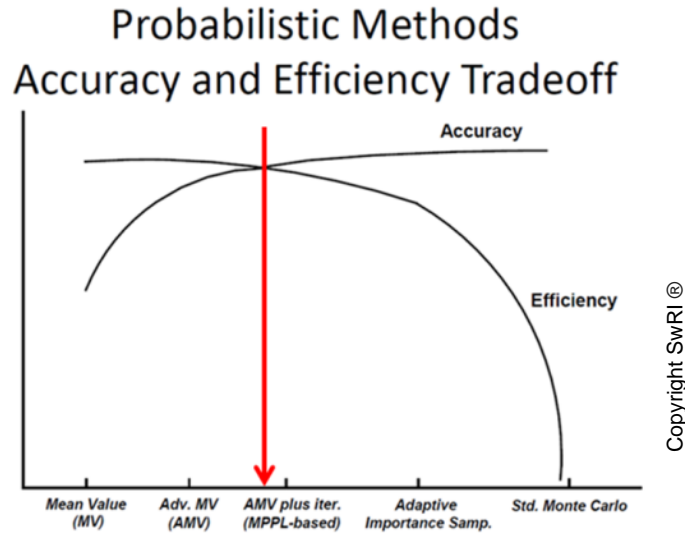 Probabilistic Methods
Accuracy and Efficiency Tradeoff
Accuracy
Efficiency
Copyright SwRI ®
Mean Value
(MV)
Adv. MV
(AMV)
AMV plus iter.
(MPPL-based)
Adaptive
Importance Samp.
Std. Monte Carlo